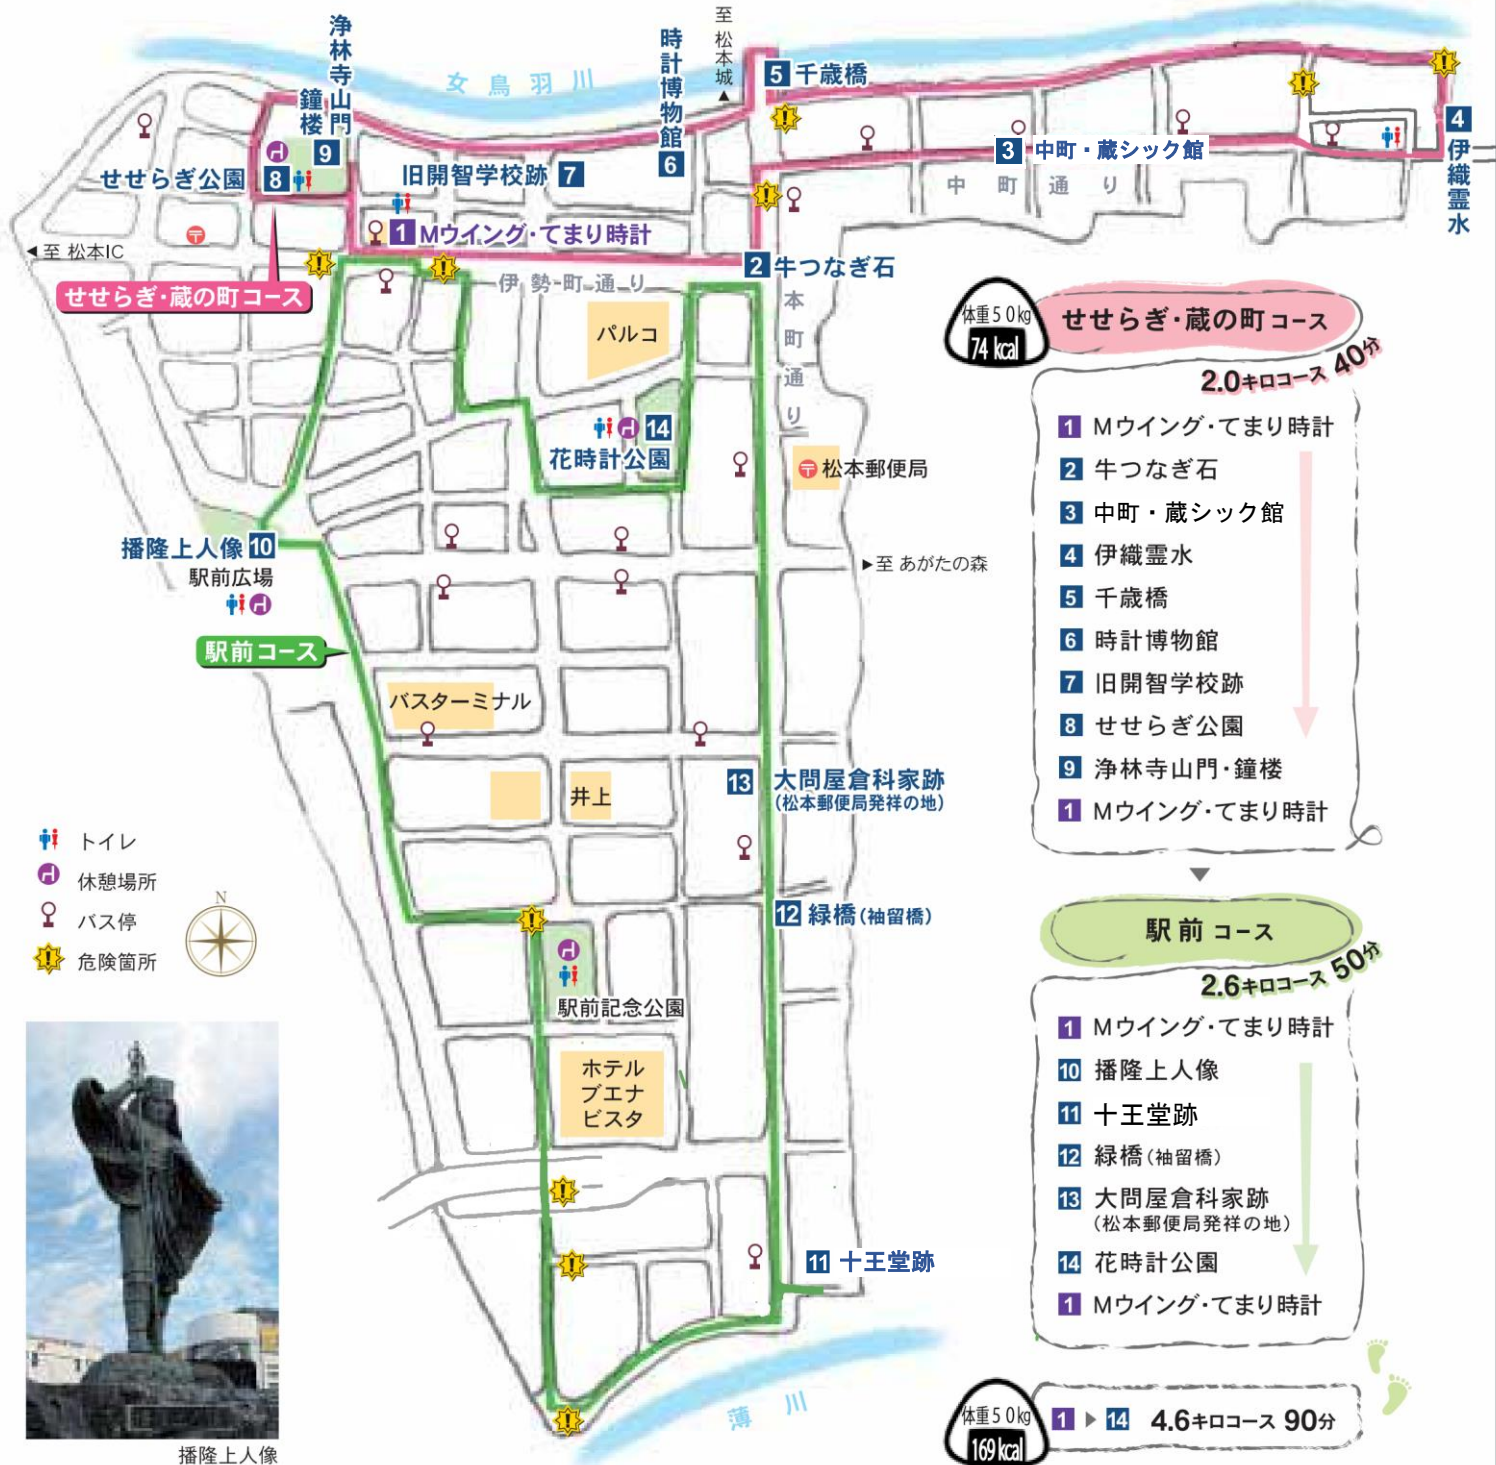 至 松本城▲
女鳥羽川
浄林寺山門
鐘楼
9
時計博物館
6
5 千歳橋
4
伊織霊水
3 中町・蔵シック館
中町通り
せせらぎ公園 8
旧開智学校跡 7
1 Mウイング・てまり時計
◀至 松本IC
せせらぎ・蔵の町コース
伊勢町通り
2 牛つなぎ石
本町通り
パルコ
14
花時計公園
〒松本郵便局
播隆上人像 10
駅前広場
▶至 あがたの森
駅前コース
バスターミナル
井上
13 大問屋倉科家跡
(松本郵便局発祥の地)
12 緑橋(袖留橋)
駅前記念公園
ホテル
ブエナ
ビスタ
11 十王堂跡
薄川
トイレ
休憩場所
バス停
危険箇所
N
播隆上人像
体重50kg
74 kcal
せせらぎ・蔵の町コース
2.0キロコース 40分
1 Mウイング・てまり時計
2 牛つなぎ石
3 中町・蔵シック館
4 伊織霊水
5 千歳橋
6 時計博物館
7 旧開智学校跡
8 せせらぎ公園
9 浄林寺山門・鐘楼
1 Mウイング・てまり時計
▼
駅前コース
2.6キロコース 50分
1 Mウイング・てまり時計
10 播隆上人像
11 十王堂跡
12 緑橋(袖留橋)
13 大問屋倉科家跡
(松本郵便局発祥の地)
14 花時計公園
1 Mウイング・てまり時計
体重50kg
169 kcal
1 ▶ 14 4.6キロコース 90分